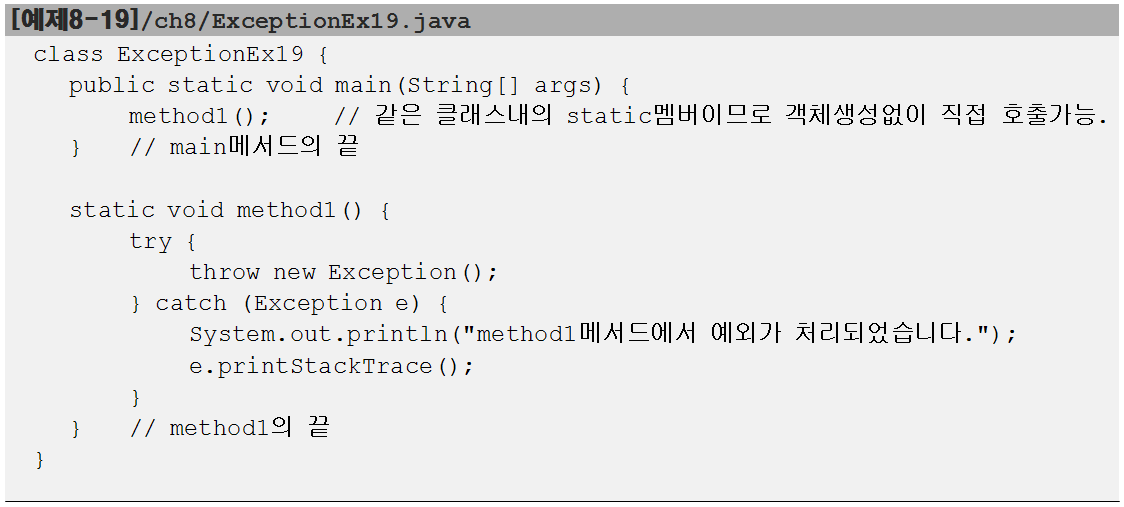 [예제8-19]/ch8/ExceptionEx19.java
class ExceptionEx19 {
public static void main(String[] args) {
method1(); // 같은 클래스내의 static멤버이므로 객체생성없이 직접 호출가능.
} // main메서드의 끝
static void method1() {
try {
throw new Exception();
} catch (Exception e) {
System.out.println("method1메서드에서 예외가 처리되었습니다.");
e.printStackTrace();
}
} // method1의 끝
}